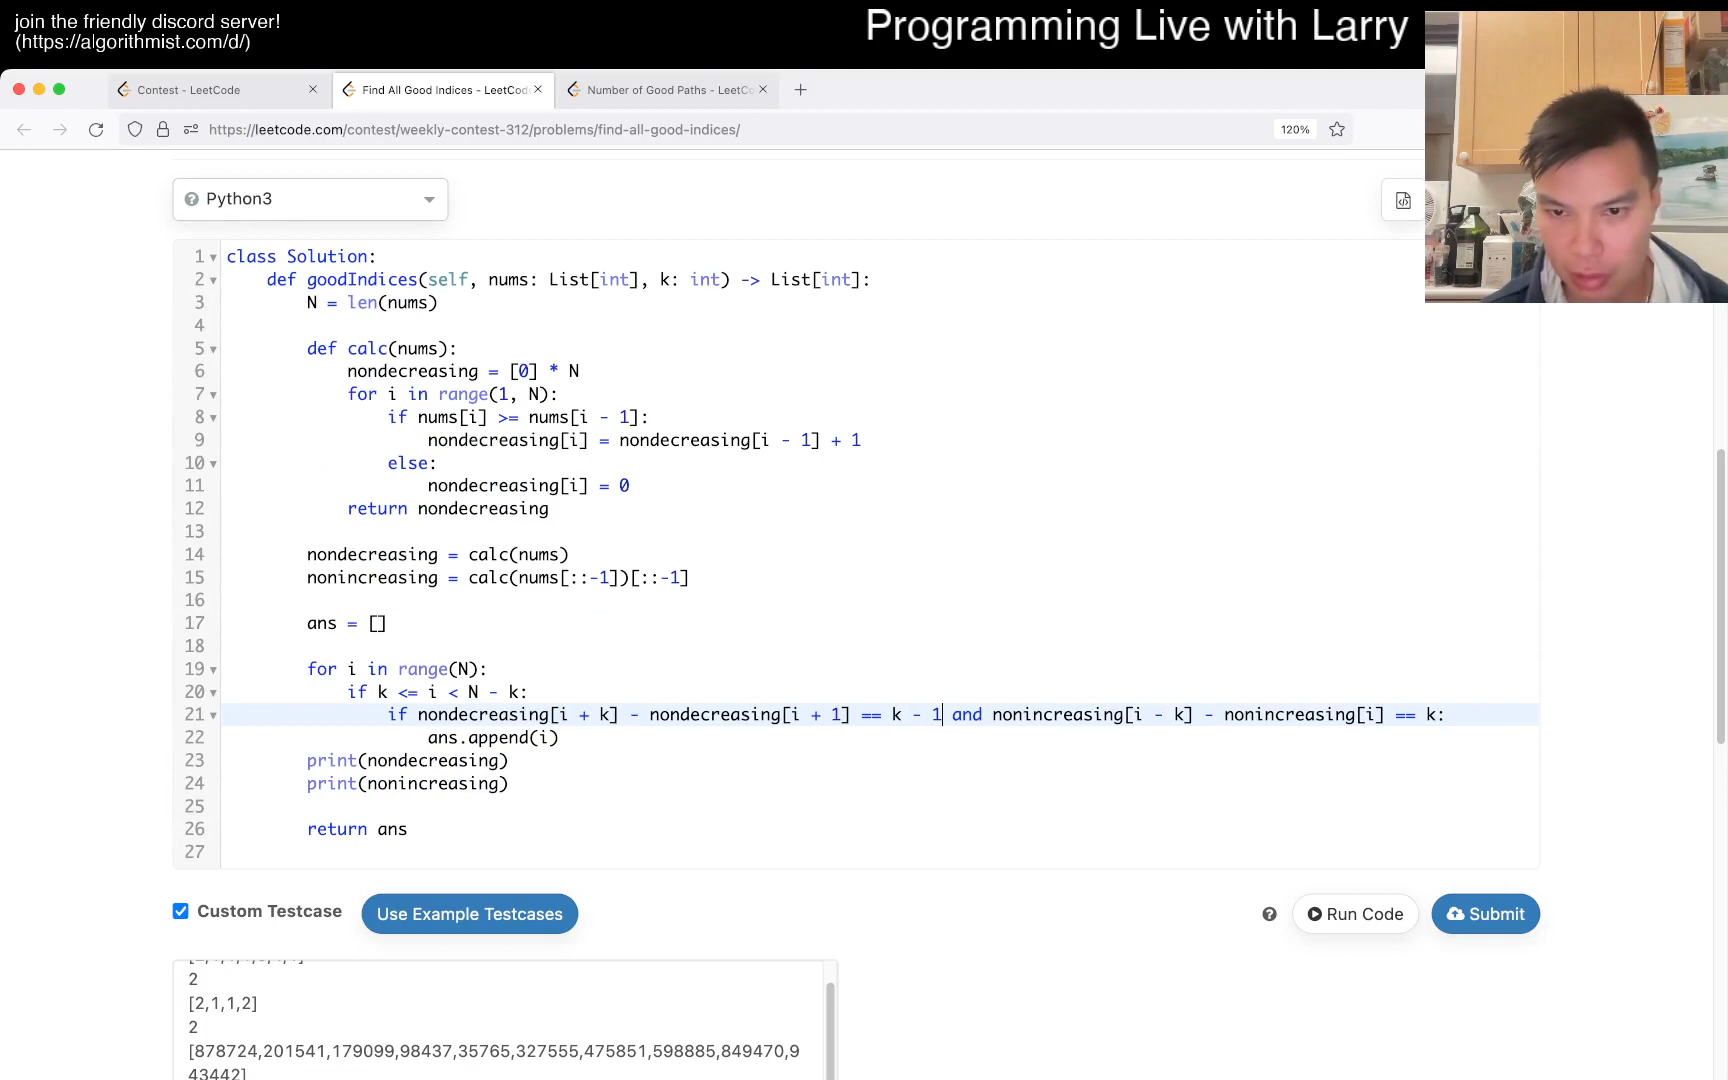 join the friendly discord server!
(https://algorithmist.com/d/)
Programming Live with Larry
Contest - LeetCode
Find All Good Indices - LeetCod
Number of Good Paths - LeetCo
https://leetcode.com/contest/weekly-contest-312/problems/find-all-good-indices/
120%
Python3
1 class Solution:
2 def goodIndices(self, nums: List[int], k: int) -> List[int]:
3 N = len(nums)
4
5 def calc(nums):
6 nondecreasing = [0] * N
7 for i in range(1, N):
8 if nums[i] >= nums[i - 1]:
9 nondecreasing[i] = nondecreasing[i - 1] + 1
10 else:
11 nondecreasing[i] = 0
12 return nondecreasing
13
14 nondecreasing = calc(nums)
15 nonincreasing = calc(nums[::-1])[::-1]
16
17 ans = []
18
19 for i in range(N):
20 if k <= i < N - k:
21 if nondecreasing[i + k] - nondecreasing[i + 1] == k - 1 and nonincreasing[i - k] - nonincreasing[i] == k:
22 ans.append(i)
23 print(nondecreasing)
24 print(nonincreasing)
25
26 return ans
27
Custom Testcase
Use Example Testcases
Run Code
Submit
2
[2,1,1,2]
2
[878724,201541,179099,98437,35765,327555,475851,598885,849470,9
43442]